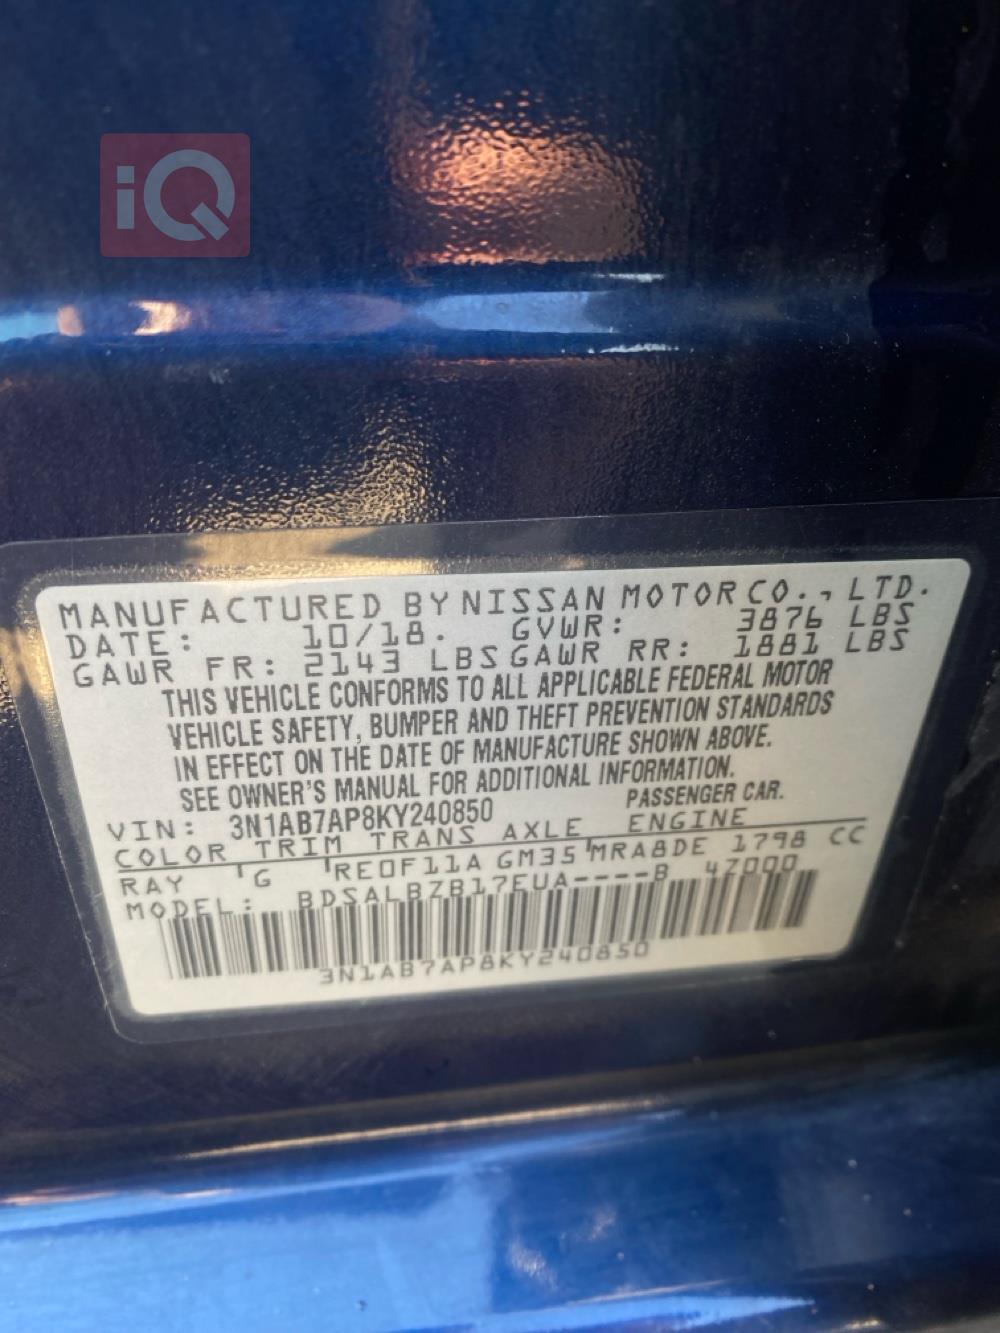 iQ
MANUFACTURED BY NISSAN MOTOR CO., LTD.
DATE: 10/18. GVWR: 3876 LBS
GAWR FR: 2143 LBS GAWR RR: 1881 LBS
THIS VEHICLE CONFORMS TO ALL APPLICABLE FEDERAL MOTOR
VEHICLE SAFETY, BUMPER AND THEFT PREVENTION STANDARDS
IN EFFECT ON THE DATE OF MANUFACTURE SHOWN ABOVE.
SEE OWNER'S MANUAL FOR ADDITIONAL INFORMATION.
VIN: 3N1AB7AP8KY240850 PASSENGER CAR.
COLOR TRIM TRANS AXLE ENGINE
RAY G RE0F11A GM35 MRA8DE 1798 CC
MODEL: BDSALBZB17EUA----B 4Z000
3N1AB7AP8KY240850